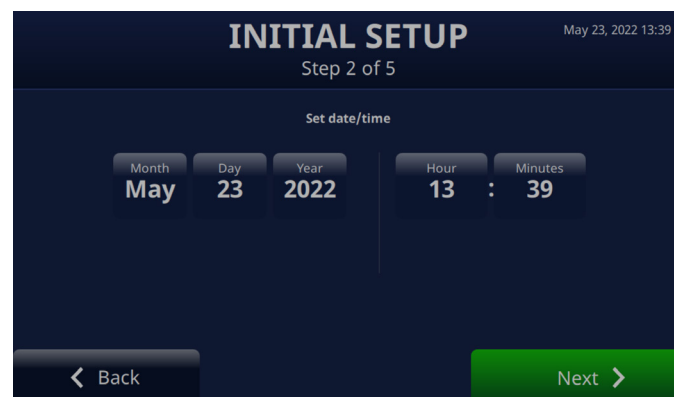 INITIAL SETUP
May 23, 2022 13:39
Step 2 of 5
Set date/time
Month Day Year Hour Minutes
May 23 2022 13 : 39
Back Next